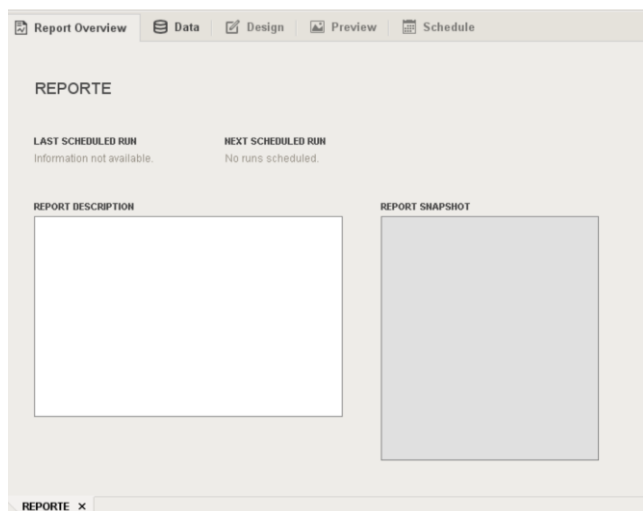 Report Overview Data Design Preview Schedule
REPORTE
LAST SCHEDULED RUN NEXT SCHEDULED RUN
Information not available. No runs scheduled.
REPORT DESCRIPTION REPORT SNAPSHOT
REPORTE ×